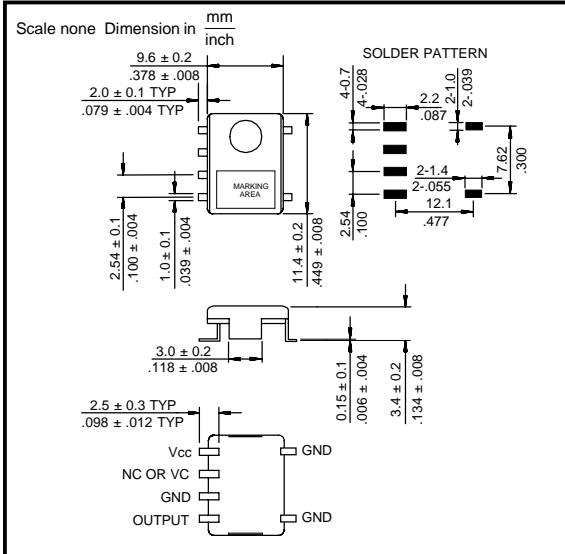 Scale none Dimension in mm
inch
9.6 ± 0.2
.378 ± .008
2.0 ± 0.1 TYP
.079 ± .004 TYP
MARKING
AREA
2.54 ± 0.1
.100 ± .004
1.0 ± 0.1
.039 ± .004
11.4 ± 0.2
.449 ± .008
SOLDER PATTERN
4-0.7
4-.028
2.2
.087
2-1.0
2-.039
7.62
.300
2-1.4
2-.055
12.1
.477
2.54
.100
3.0 ± 0.2
.118 ± .008
0.15 ± 0.1
.006 ± .004
3.4 ± 0.2
.134 ± .008
2.5 ± 0.3 TYP
.098 ± .012 TYP
Vcc
GND
NC OR VC
GND
OUTPUT
GND